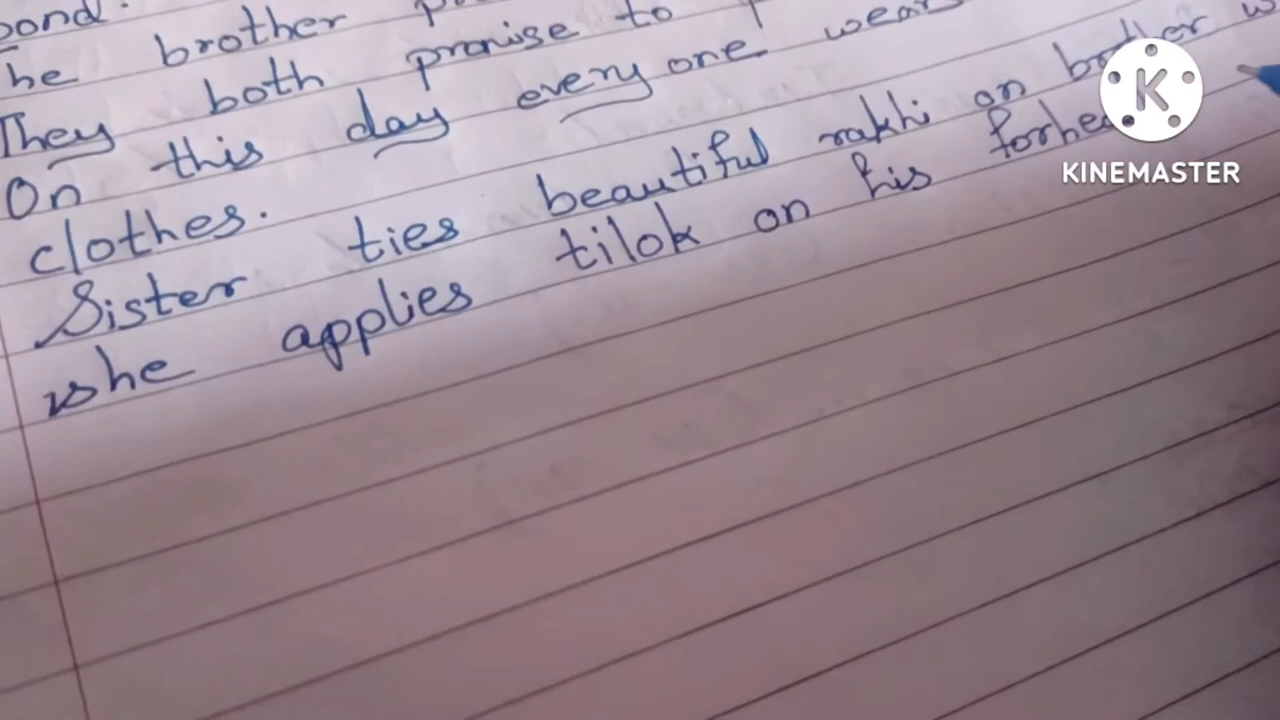 bond.
he brother
They both promise to
On this day every one wears
clothes.
Sister ties beautiful rakhi on brother
she applies tilok on his forhe
K
KINEMASTER